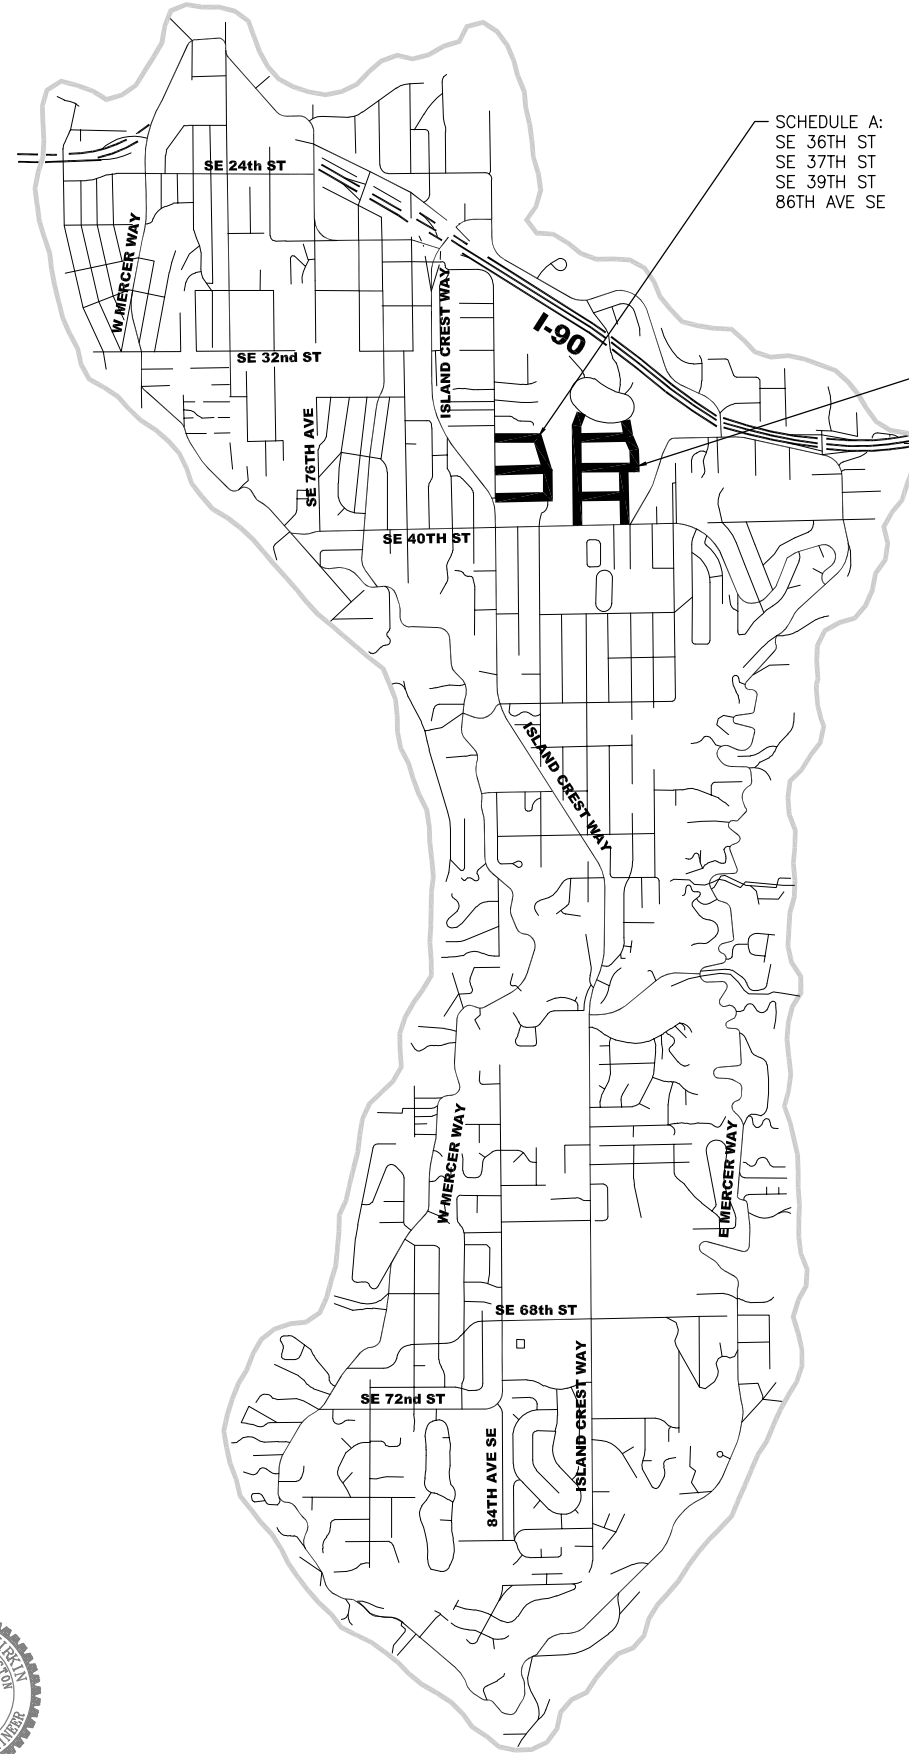 SCHEDULE A:
SE 36TH ST
SE 37TH ST
SE 39TH ST
86TH AVE SE
SE 24th ST
W MERCER WAY
I-90
ISLAND CREST WAY
SE 32nd ST
SE 76TH AVE
SE 40TH ST
ISLAND CREST WAY
W MERCER WAY
E MERCER WAY
SE 68th ST
ISLAND CREST WAY
SE 72nd ST
84TH AVE SE